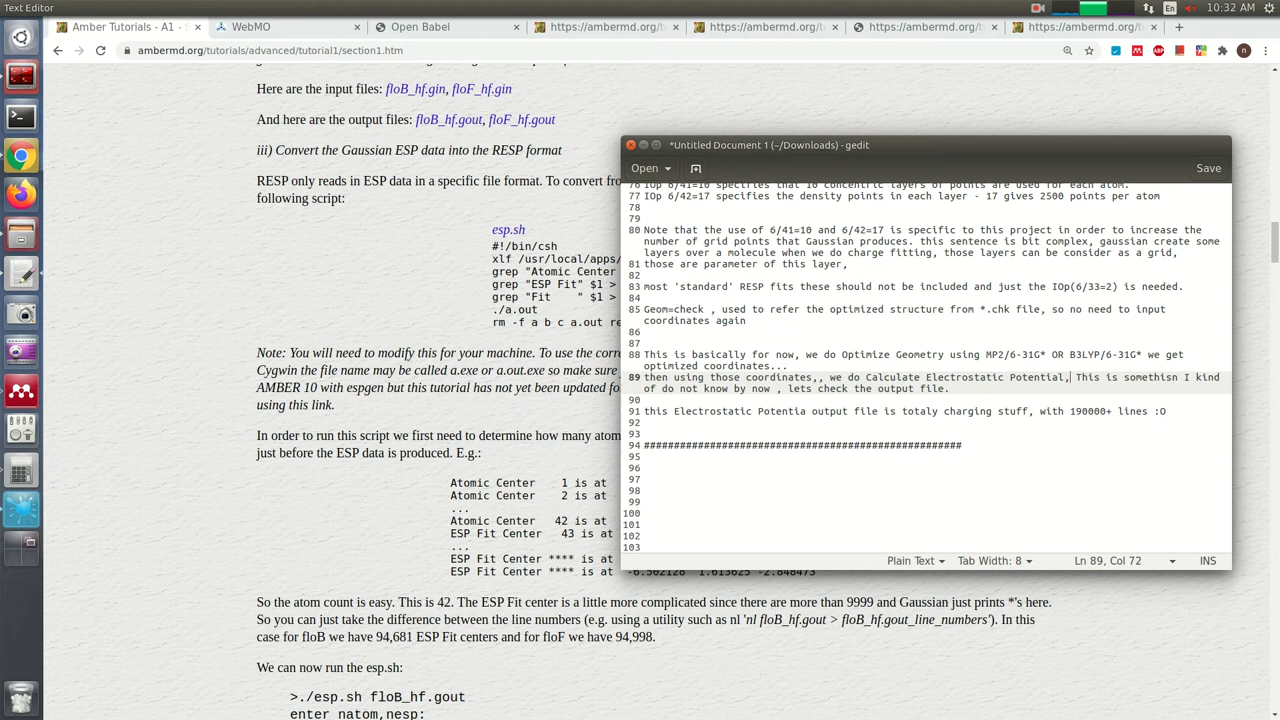 Text Editor
En
10:32 AM
Amber Tutorials - A1 -
WebMO
Open Babel
https://ambermd.org/tutorials
https://ambermd.org/tutorials
https://ambermd.org/tutorials
https://ambermd.org/tutorials
ambermd.org/tutorials/advanced/tutorial1/section1.htm
Here are the input files: floB_hf.gin, floF_hf.gin
And here are the output files: floB_hf.gout, floF_hf.gout
iii) Convert the Gaussian ESP data into the RESP format
RESP only reads in ESP data in a specific file format. To convert fro
following script:
esp.sh
#!/bin/csh
xlf /usr/local/apps/
grep "Atomic Center
grep "ESP Fit" $1 >
grep "Fit    " $1 >
./a.out
rm -f a b c a.out re
Note: You will need to modify this for your machine. To use the corre
Cygwin the file name may be called a.exe or a.out.exe so make sure
AMBER 10 with espgen but this tutorial has not yet been updated fo
using this link.
In order to run this script we first need to determine how many atom
just before the ESP data is produced. E.g.:
Atomic Center    1 is at
Atomic Center    2 is at
...
Atomic Center   42 is at
ESP Fit Center   43 is at
...
ESP Fit Center **** is at
ESP Fit Center **** is at  -6.502128  1.613625 -2.848473
So the atom count is easy. This is 42. The ESP Fit center is a little more complicated since there are more than 9999 and Gaussian just prints *'s here.
So you can just take the difference between the line numbers (e.g. using a utility such as nl 'nl floB_hf.gout > floB_hf.gout_line_numbers'). In this
case for floB we have 94,681 ESP Fit centers and for floF we have 94,998.
We can now run the esp.sh:
>./esp.sh floB_hf.gout
enter natom,nesp:
*Untitled Document 1 (~/Downloads) - gedit
Open
Save
76 IOp 6/41=10 specifies that 10 concentric layers of points are used for each atom.
77 IOp 6/42=17 specifies the density points in each layer - 17 gives 2500 points per atom
78
79
80 Note that the use of 6/41=10 and 6/42=17 is specific to this project in order to increase the
number of grid points that Gaussian produces. this sentence is bit complex, gaussian create some
layers over a molecule when we do charge fitting, those layers can be consider as a grid,
81 those are parameter of this layer,
82
83 most 'standard' RESP fits these should not be included and just the IOp(6/33=2) is needed.
84
85 Geom=check , used to refer the optimized structure from *.chk file, so no need to input
coordinates again
86
87
88 This is basically for now, we do Optimize Geometry using MP2/6-31G* OR B3LYP/6-31G* we get
optimized coordinates...
89 then using those coordinates,, we do Calculate Electrostatic Potential, This is somethisn I kind
of do not know by now , lets check the output file.
90
91 this Electrostatic Potentia output file is totaly charging stuff, with 190000+ lines :O
92
93
94 #####################################################
95
96
97
98
99
100
101
102
103
Plain Text
Tab Width: 8
Ln 89, Col 72
INS